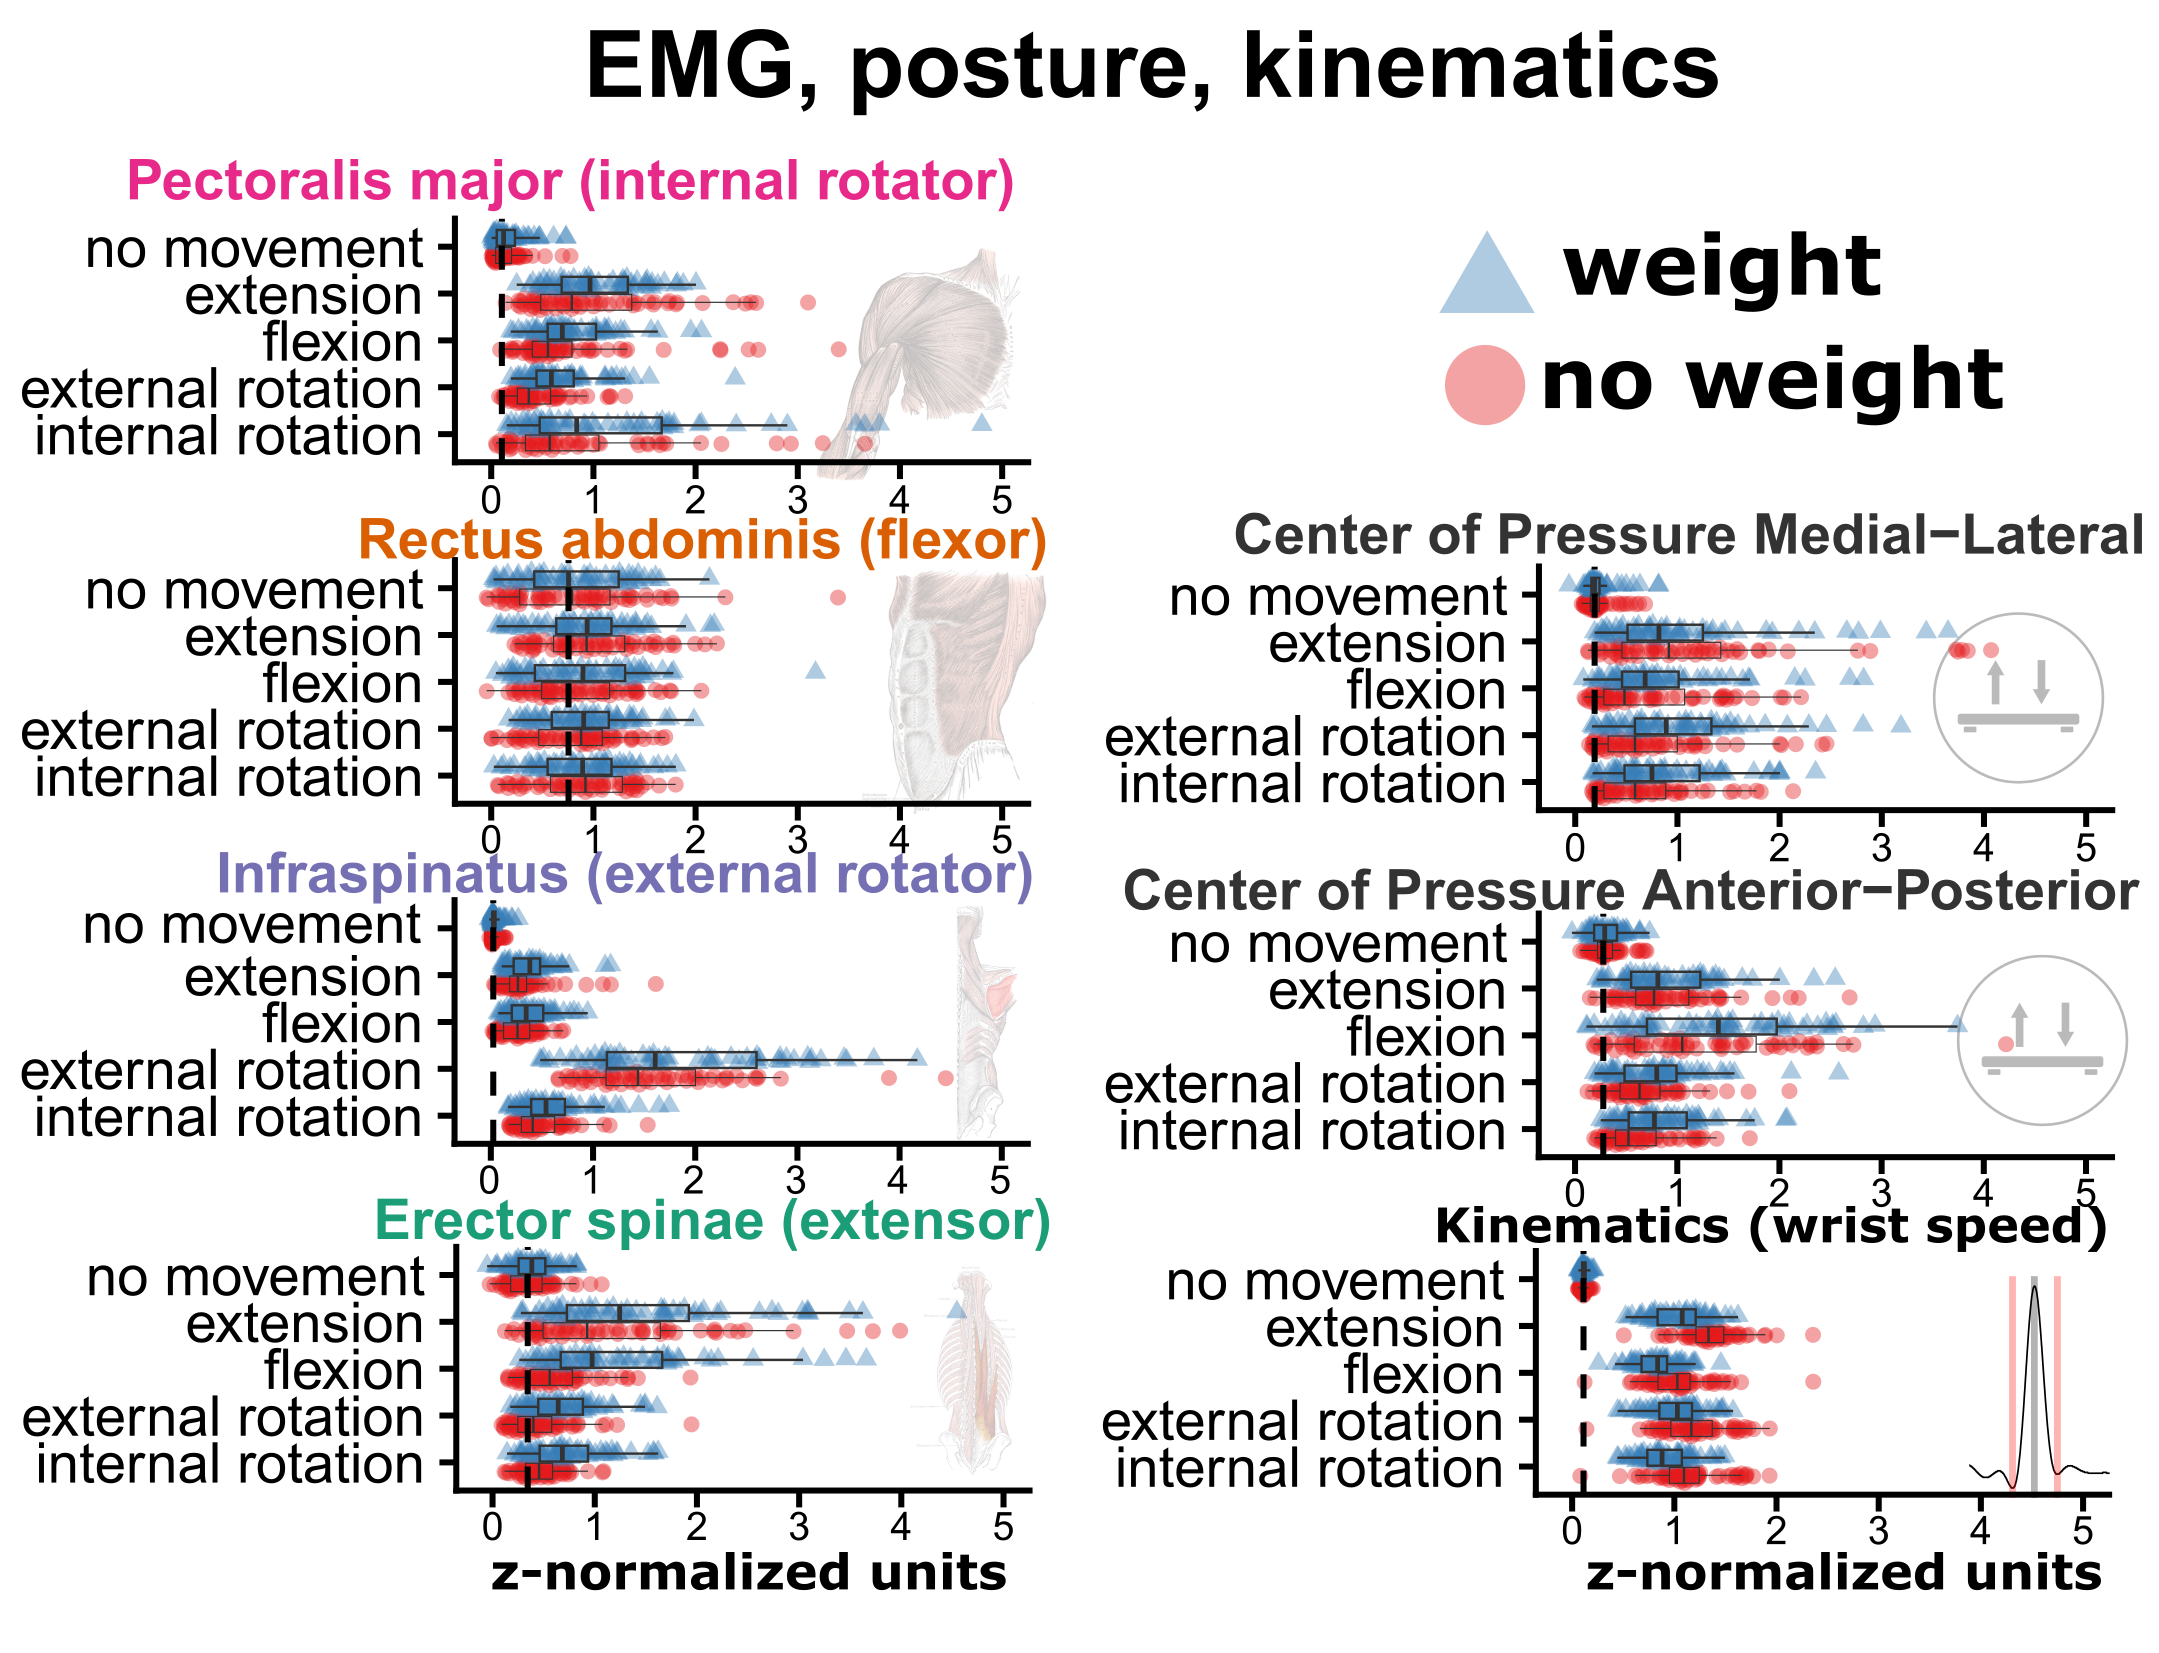 EMG, posture, kinematics
Pectoralis major (internal rotator)
no movement
extension
flexion
external rotation
internal rotation
0 1 2 3 4 5
weight
no weight
Rectus abdominis (flexor)
no movement
extension
flexion
external rotation
internal rotation
0 1 2 3 4 5
Infraspinatus (external rotator)
no movement
extension
flexion
external rotation
internal rotation
0 1 2 3 4 5
Erector spinae (extensor)
no movement
extension
flexion
external rotation
internal rotation
0 1 2 3 4 5
z-normalized units
Center of Pressure Medial−Lateral
no movement
extension
flexion
external rotation
internal rotation
0 1 2 3 4 5
Center of Pressure Anterior−Posterior
no movement
extension
flexion
external rotation
internal rotation
0 1 2 3 4 5
Kinematics (wrist speed)
no movement
extension
flexion
external rotation
internal rotation
0 1 2 3 4 5
z-normalized units